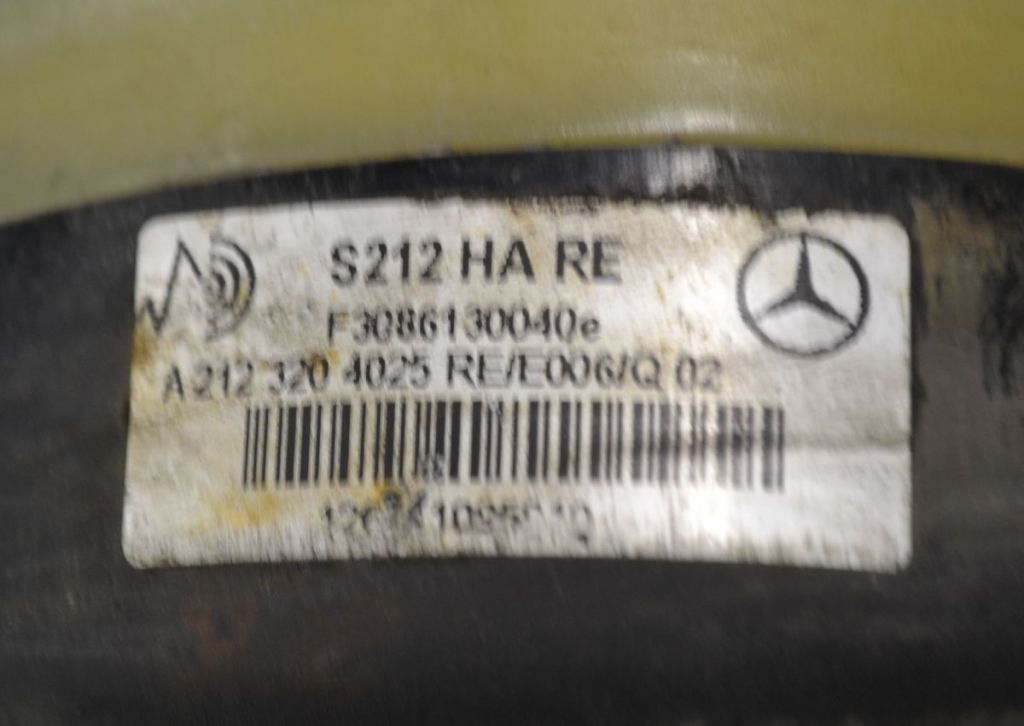 S212 HA RE
F3086130040e
A 212 320 4025 RE/E006/Q 02